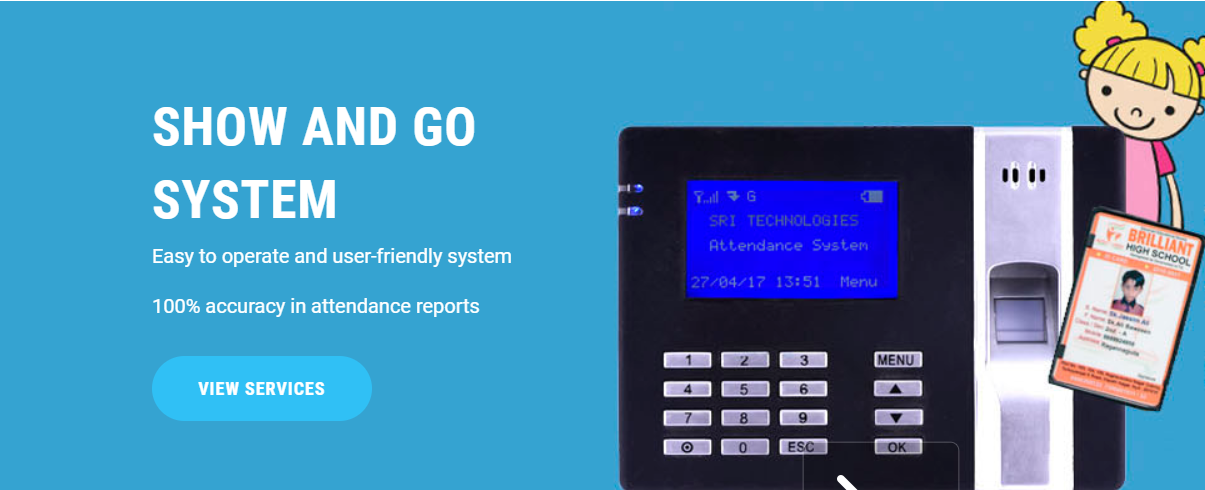 SHOW AND GO
SYSTEM
Easy to operate and user-friendly system
100% accuracy in attendance reports
VIEW SERVICES
G
SRI TECHNOLOGIES
Attendance System
27/04/17 13:51 Menu
1 2 3 MENU
4 5 6
7 8 9
0 ESC OK
BRILLIANT
HIGH SCHOOL